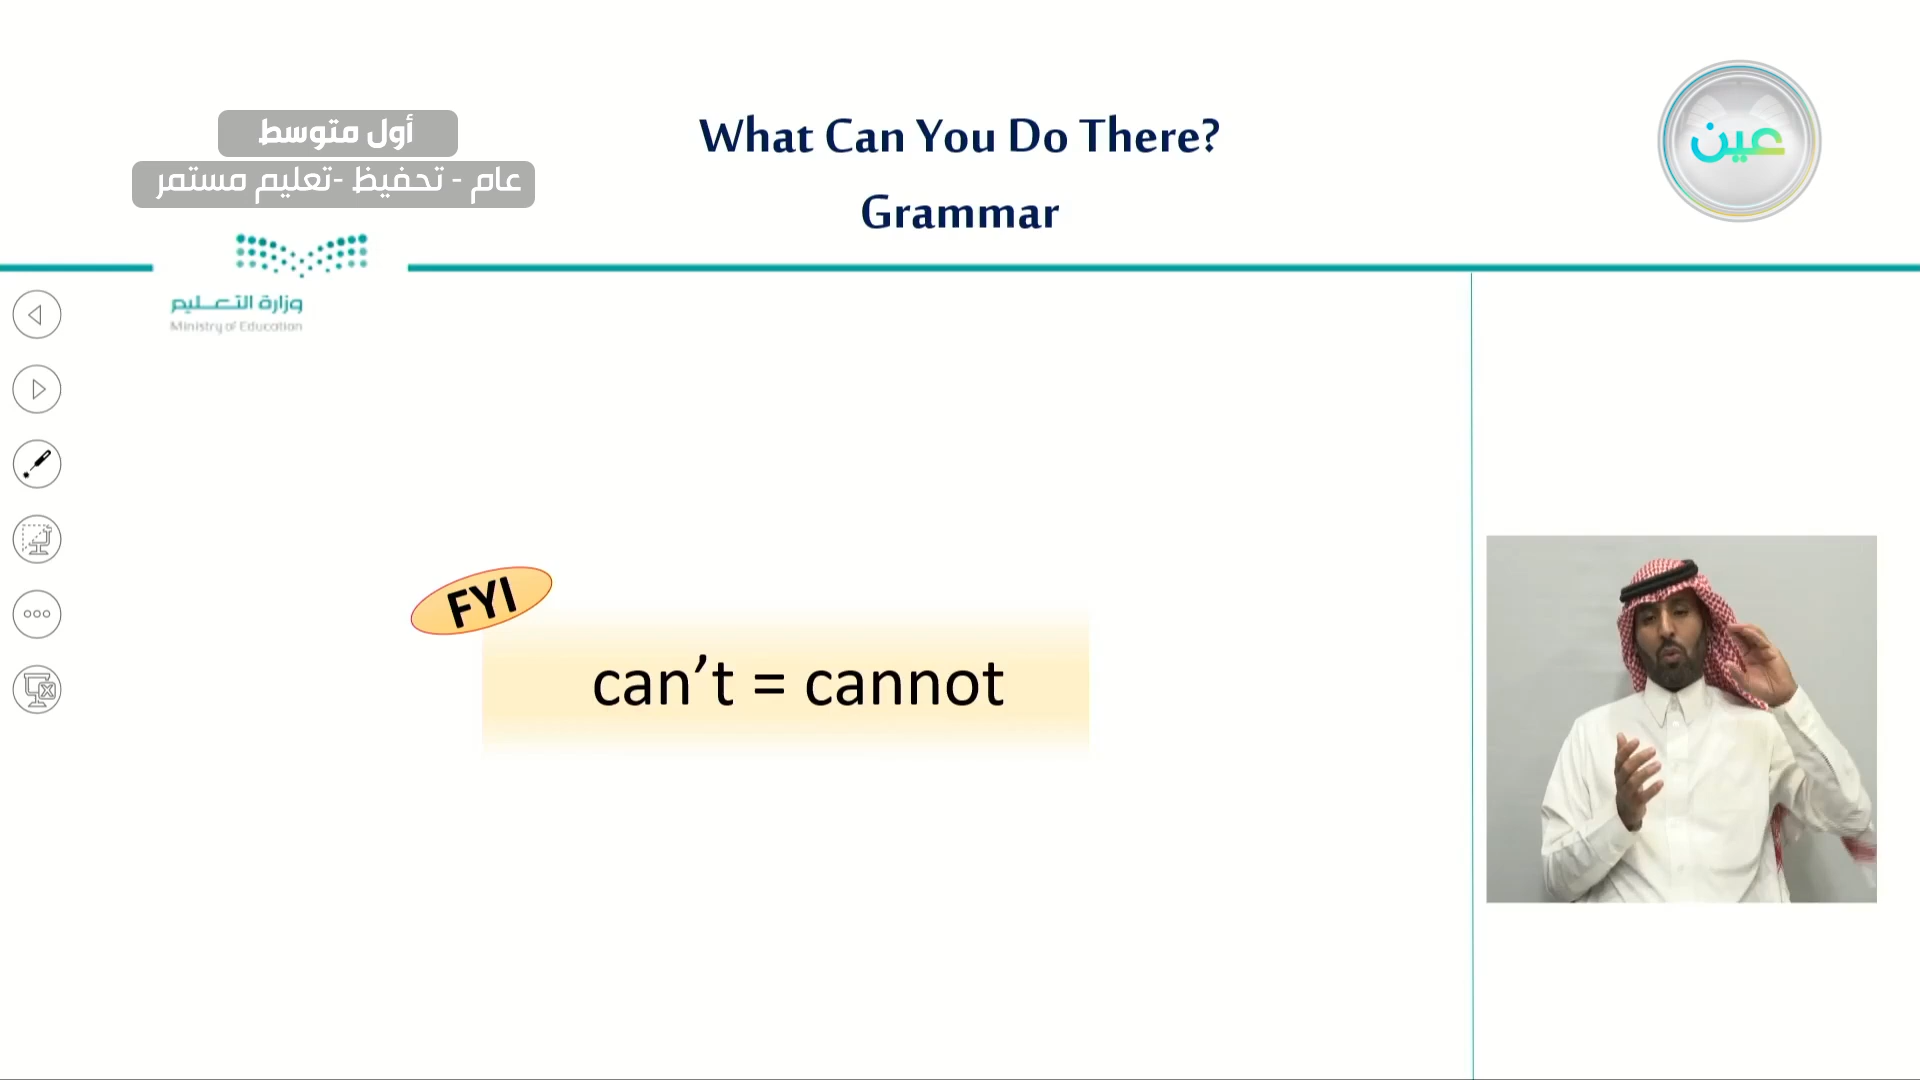 أول متوسط
عام - تحفيظ -تعليم مستمر
What Can You Do There?
Grammar
عين
وزارة التعليم
Ministry of Education
FYI
can’t = cannot